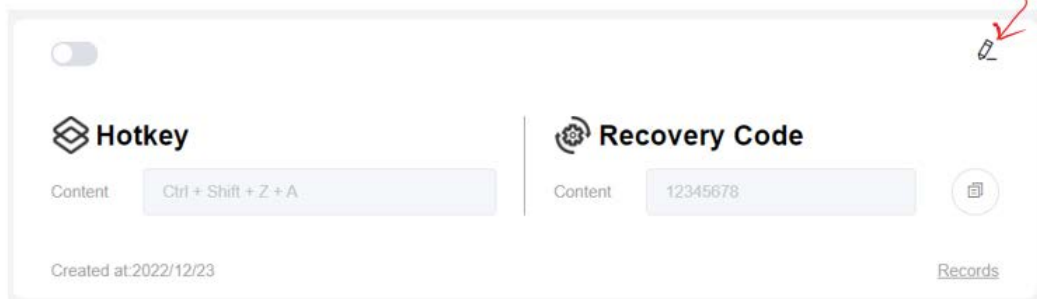 Hotkey
Recovery Code
Content
Ctrl + Shift + Z + A
Content
12345678
Created at:2022/12/23
Records